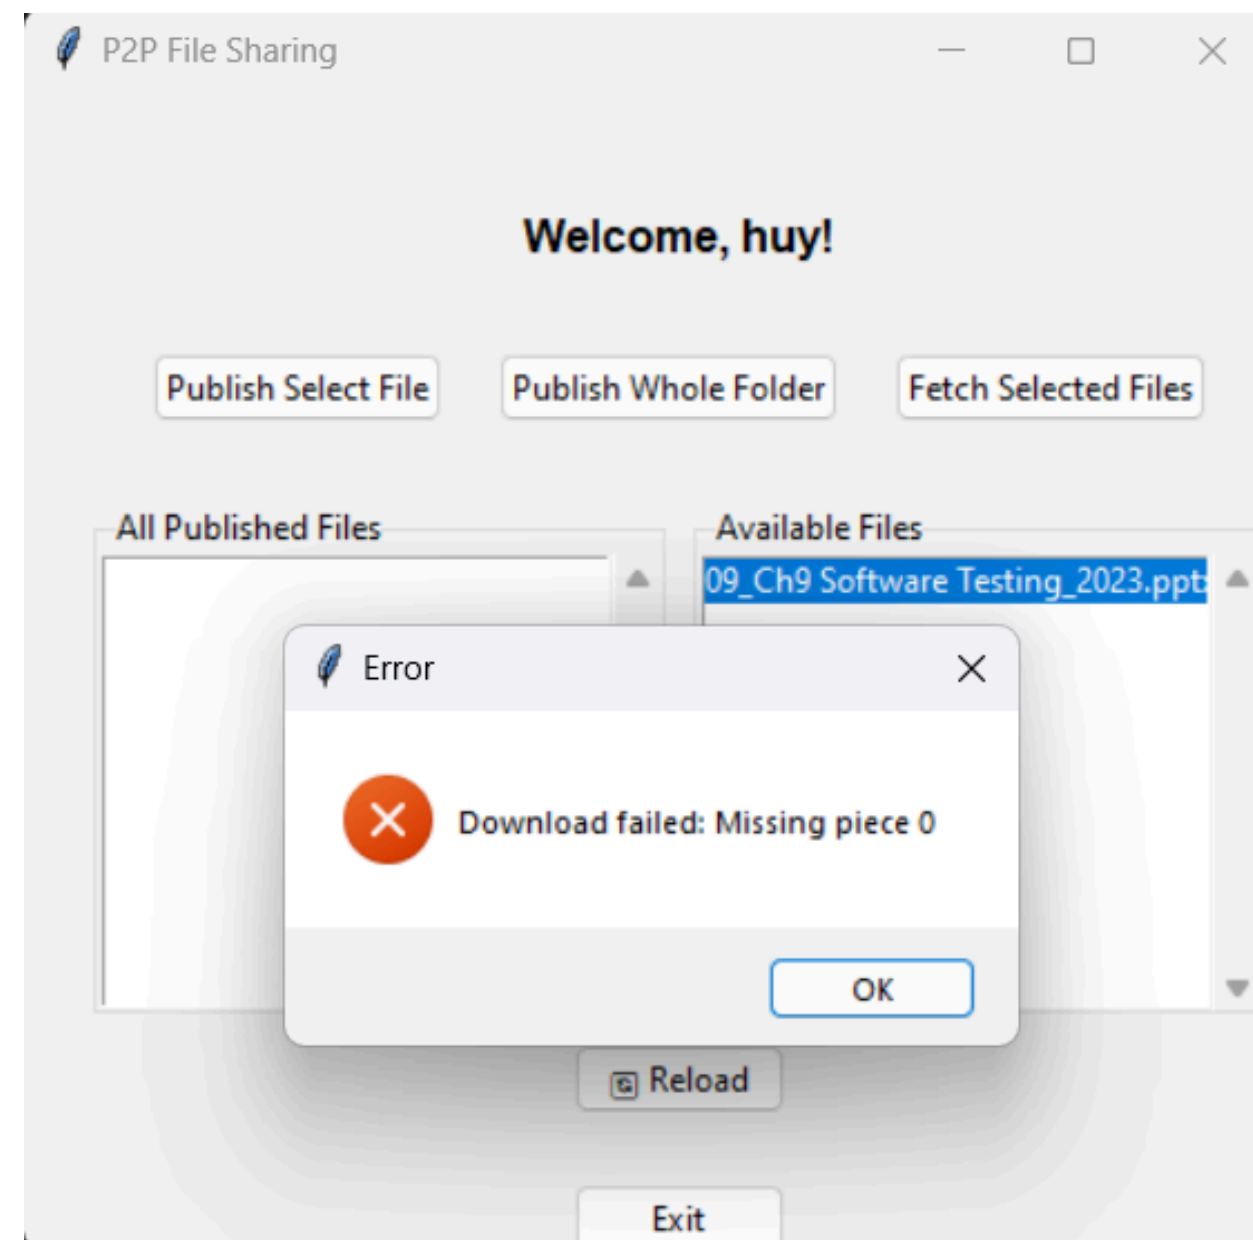 P2P File Sharing
Welcome, huy!
Publish Select File
Publish Whole Folder
Fetch Selected Files
All Published Files
Available Files
09_Ch9 Software Testing_2023.ppt
Error
Download failed: Missing piece 0
OK
Reload
Exit